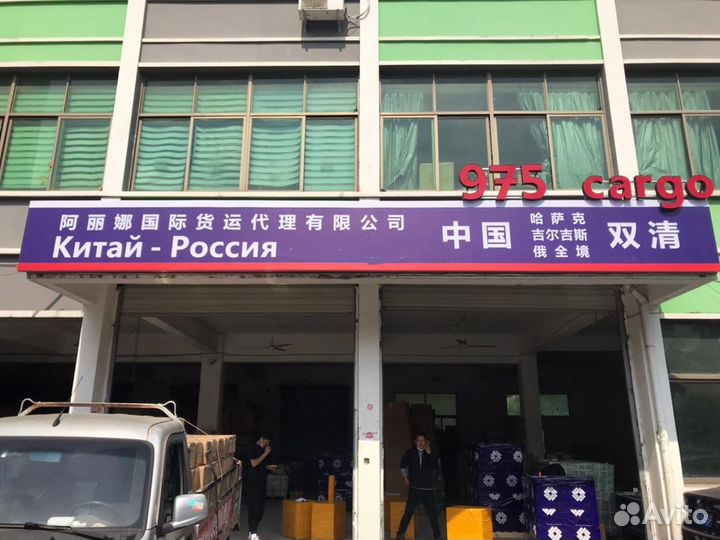 975 cargo
阿丽娜国际货运代理有限公司
Китай - Россия
中国
哈萨克
吉尔吉斯
俄全境
双清
Avito